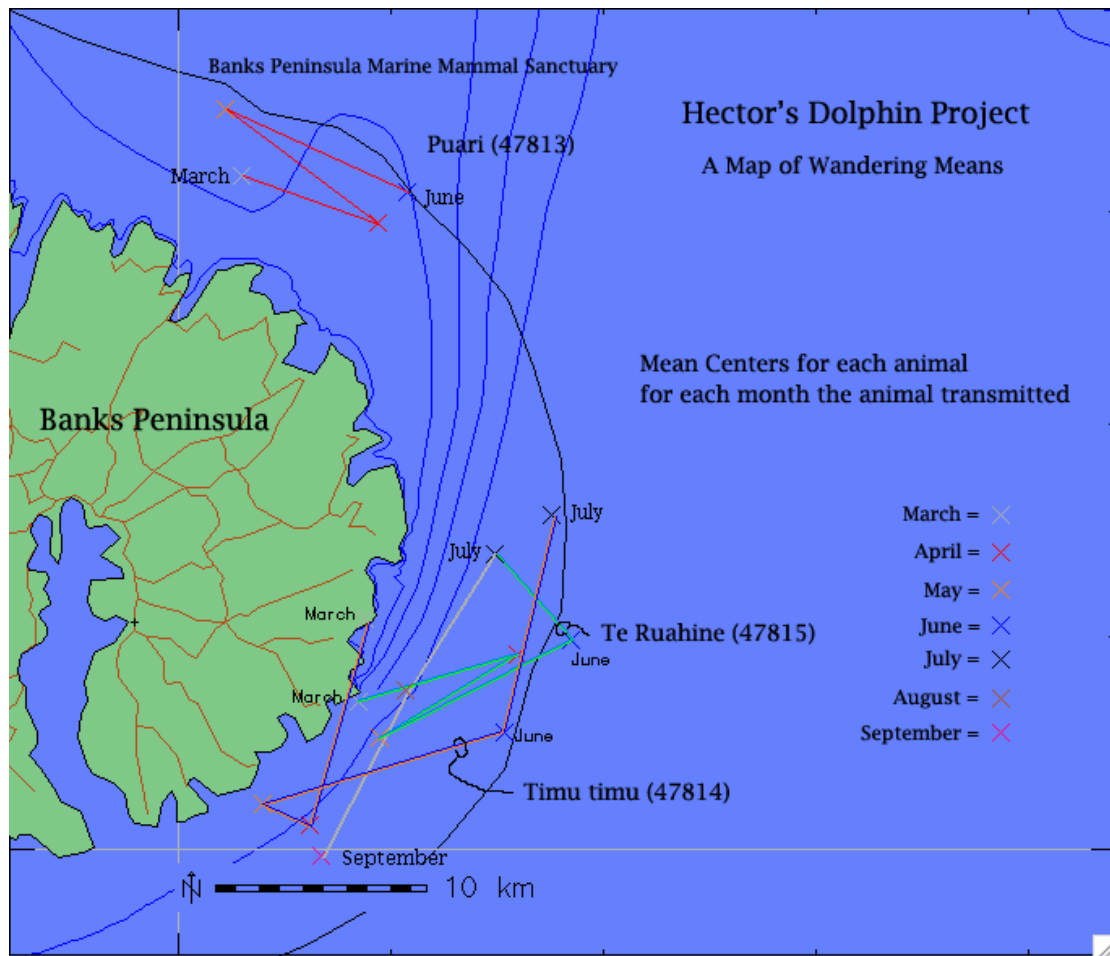 Banks Peninsula Marine Mammal Sanctuary
Hector's Dolphin Project
A Map of Wandering Means
Puari (47813)
March
June
Mean Centers for each animal
for each month the animal transmitted
Banks Peninsula
July
July
March =
April =
May =
June =
July =
August =
September =
March
Te Ruahine (47815)
June
March
June
Timu timu (47814)
September
N
10 km